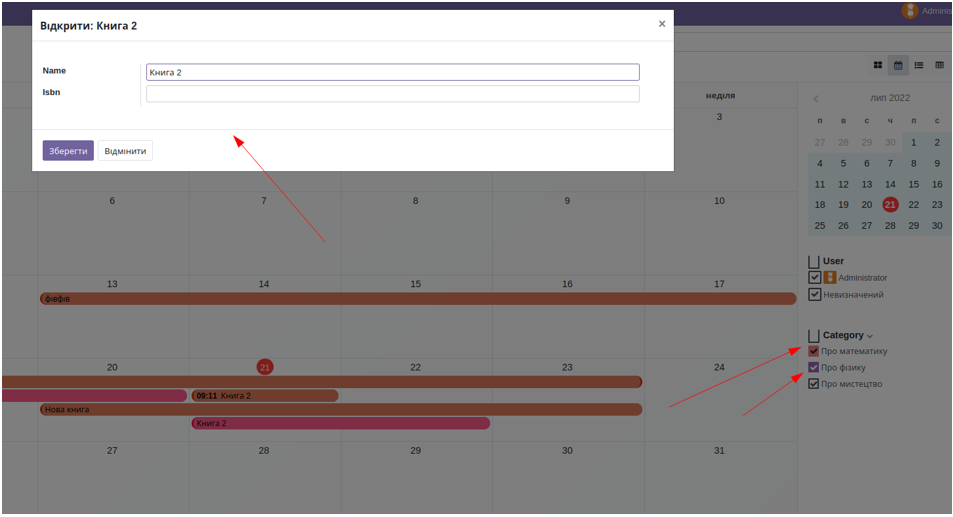 Відкрити: Книга 2
×
Adminis
Name
Книга 2
Isbn
Зберегти
Відмінити
неділя
3
6
7
8
9
10
13
14
15
16
17
фівфів
20
21
22
23
24
09:11 Книга 2
Нова книга
Книга 2
27
28
29
30
31
лип 2022
п в с ч п с
27 28 29 30 1 2
4 5 6 7 8 9
11 12 13 14 15 16
18 19 20 21 22 23
25 26 27 28 29 30
User
Administrator
Невизначений
Category
Про математику
Про фізику
Про мистецтво